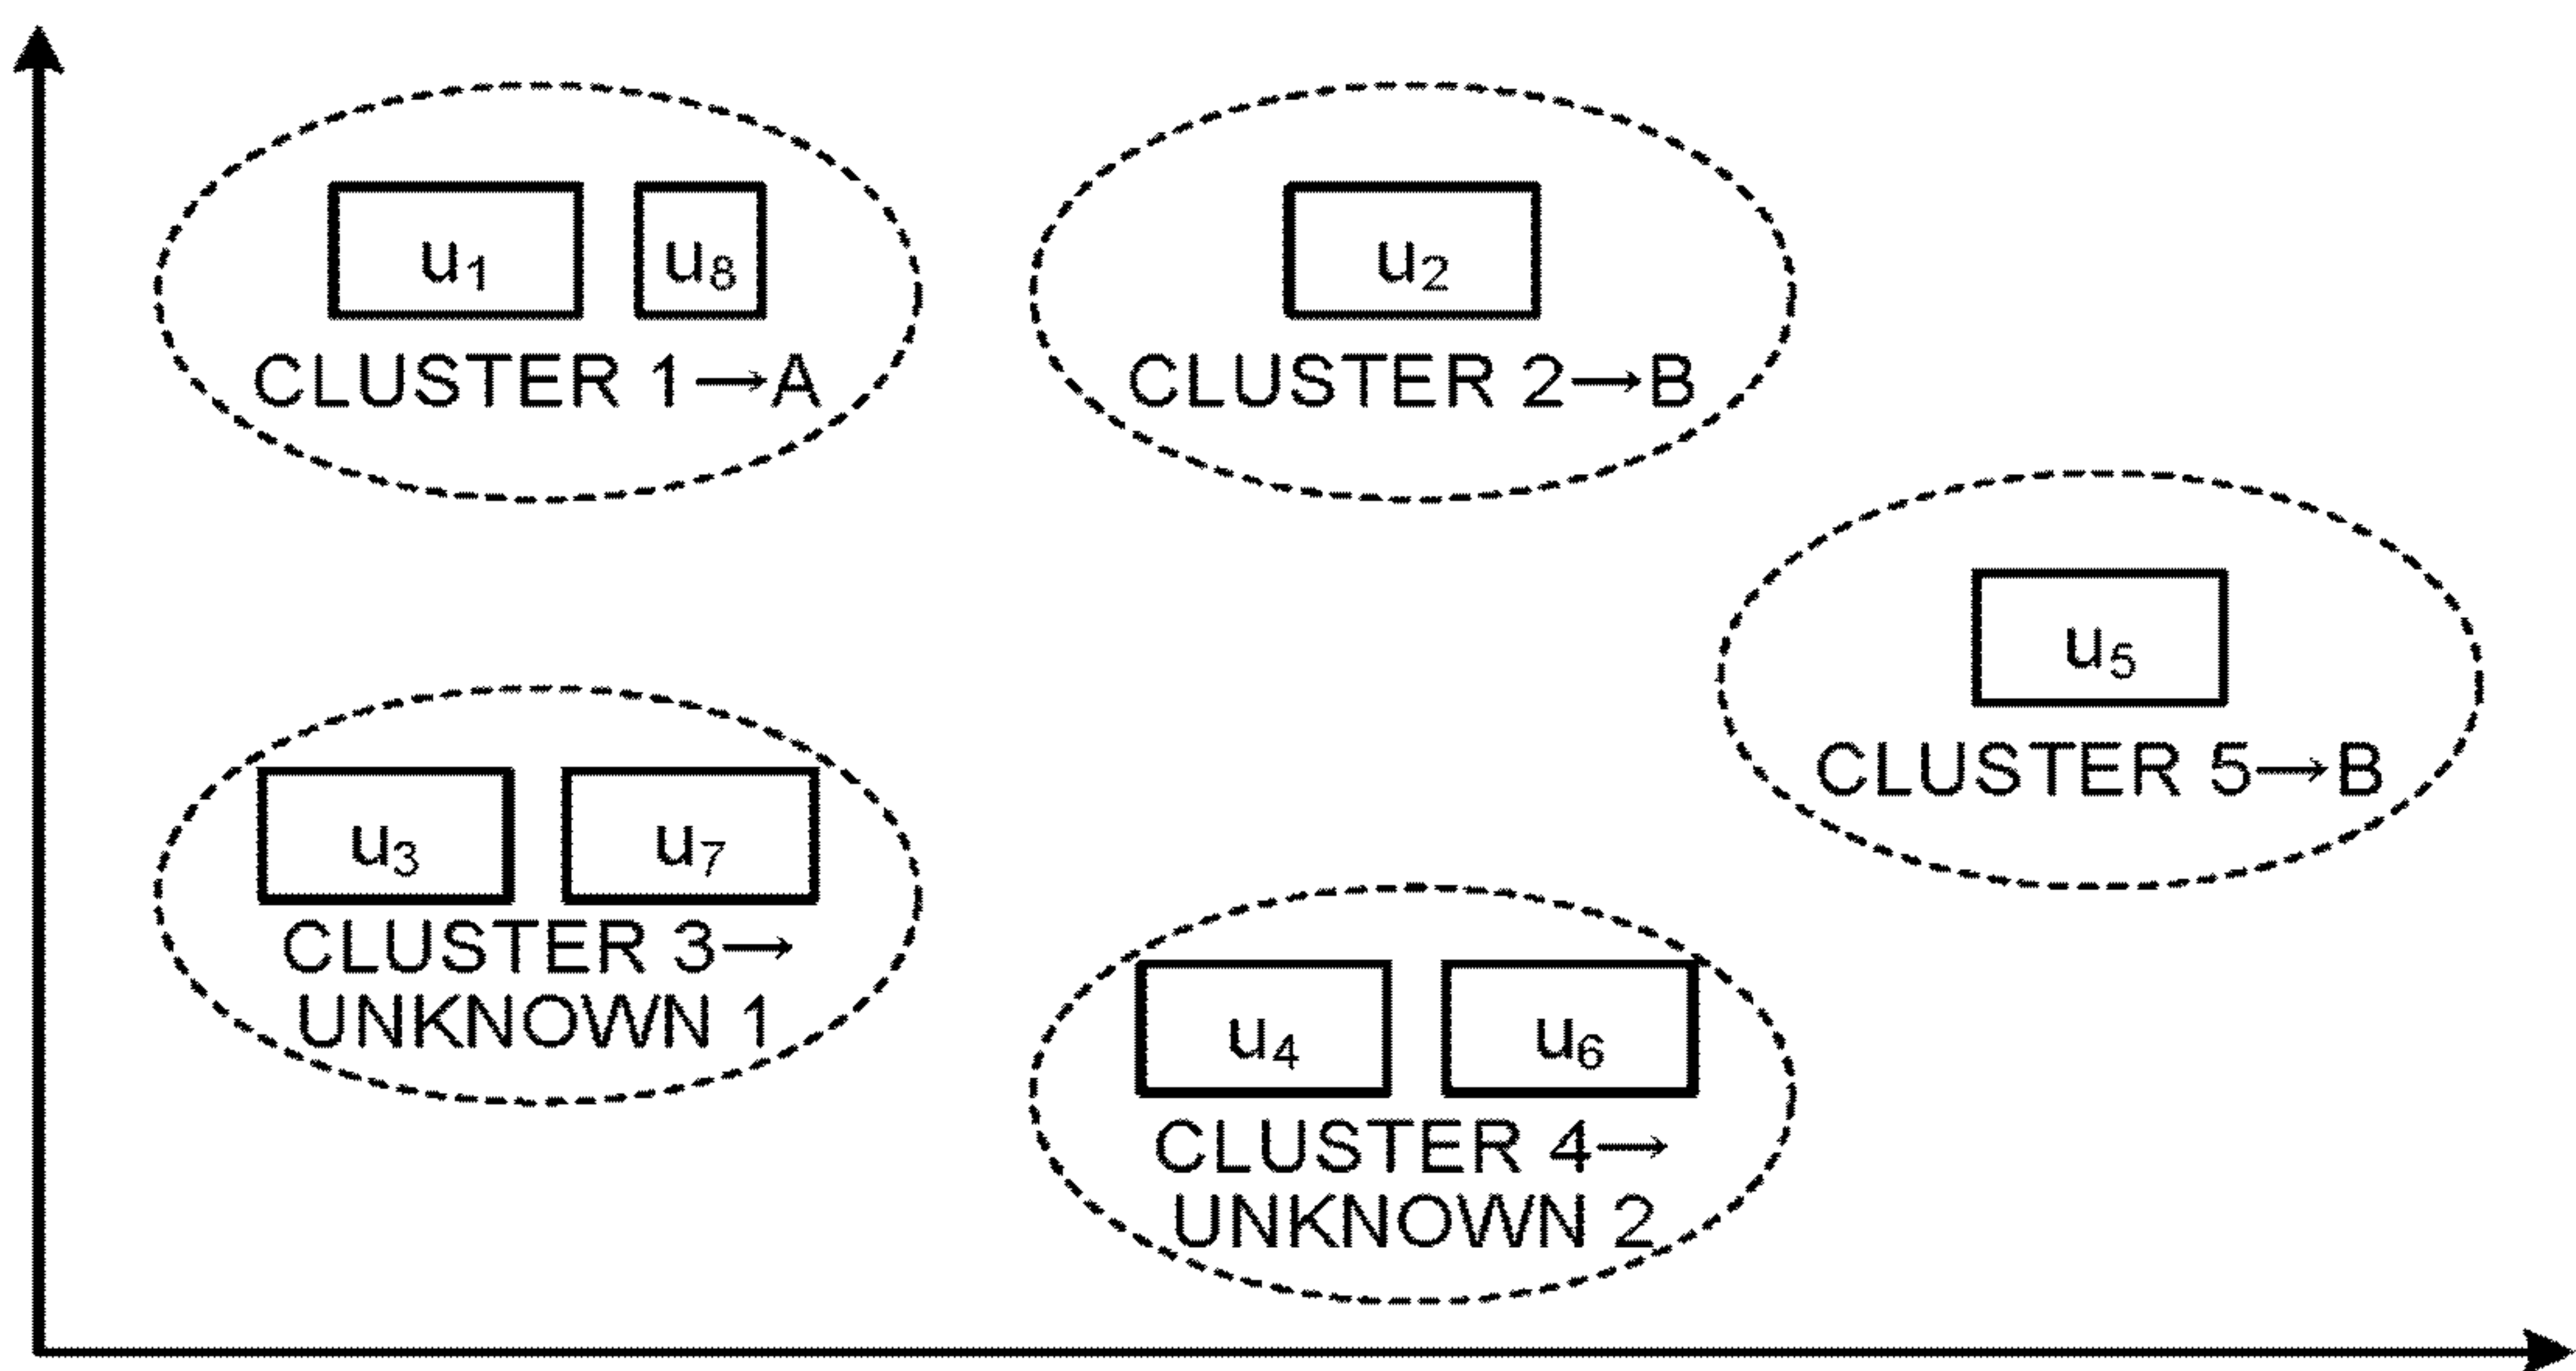 u₁ u₈
CLUSTER 1→A
u₂
CLUSTER 2→B
u₅
CLUSTER 5→B
u₃ u₇
CLUSTER 3→
UNKNOWN 1
u₄ u₆
CLUSTER 4→
UNKNOWN 2